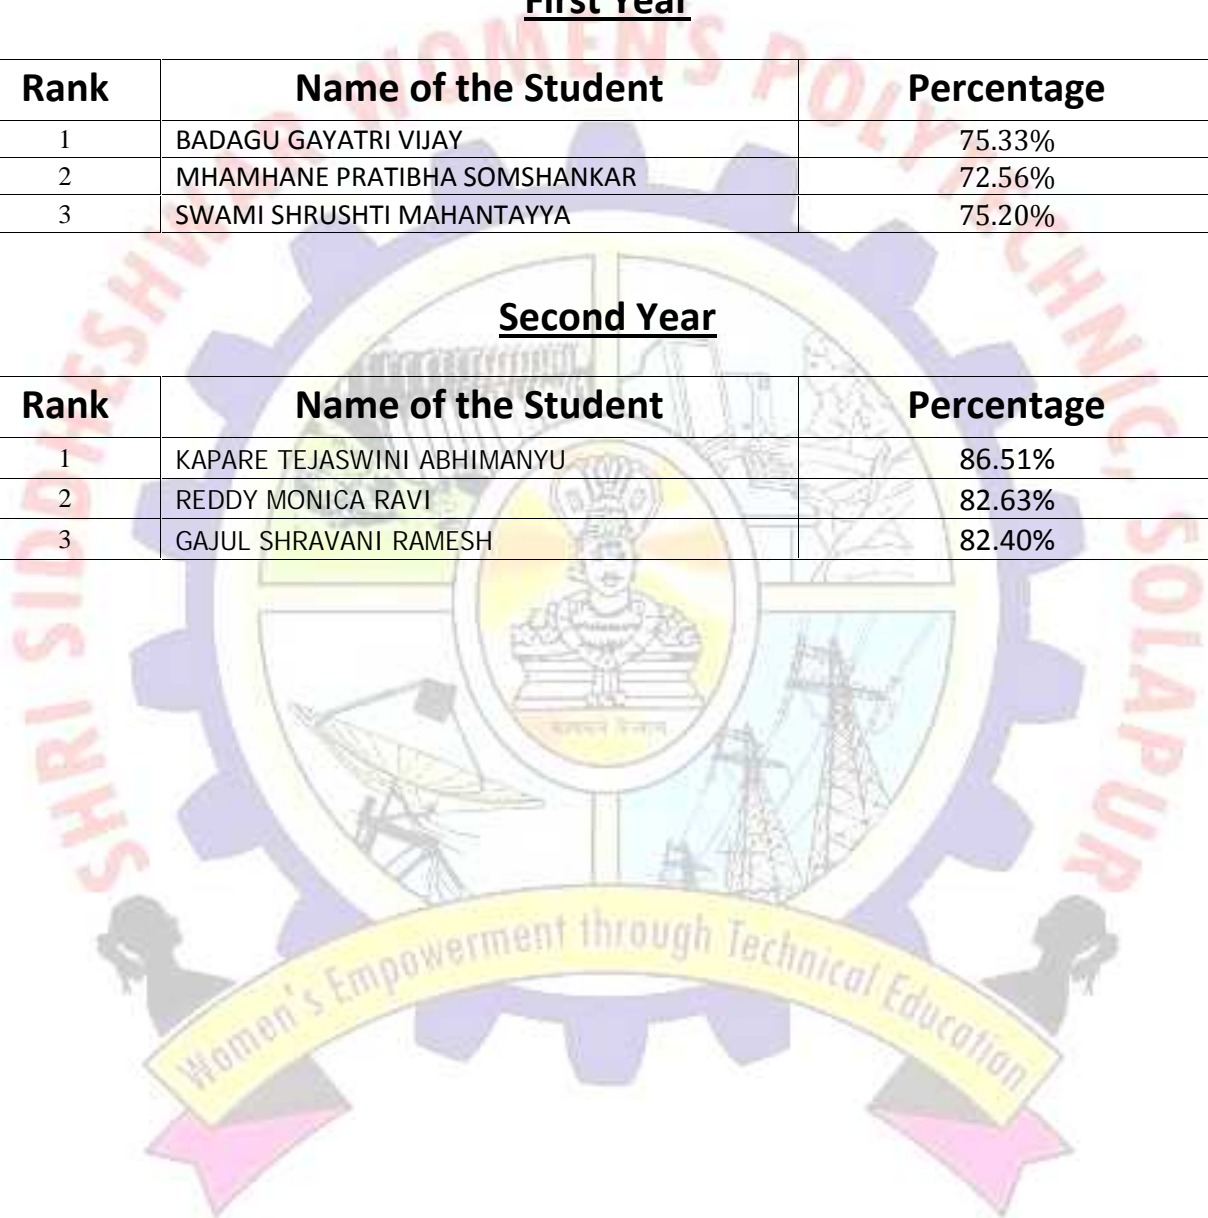 First Year
Rank Name of the Student Percentage
1 BADAGU GAYATRI VIJAY 75.33%
2 MHAMHANE PRATIBHA SOMSHANKAR 72.56%
3 SWAMI SHRUSHTI MAHANTAYYA 75.20%
Second Year
Rank Name of the Student Percentage
1 KAPARE TEJASWINI ABHIMANYU 86.51%
2 REDDY MONICA RAVI 82.63%
3 GAJUL SHRAVANI RAMESH 82.40%
SHRI SIDDHESHWAR WOMEN'S POLYTECHNIC, SOLAPUR
Women's Empowerment through Technical Education